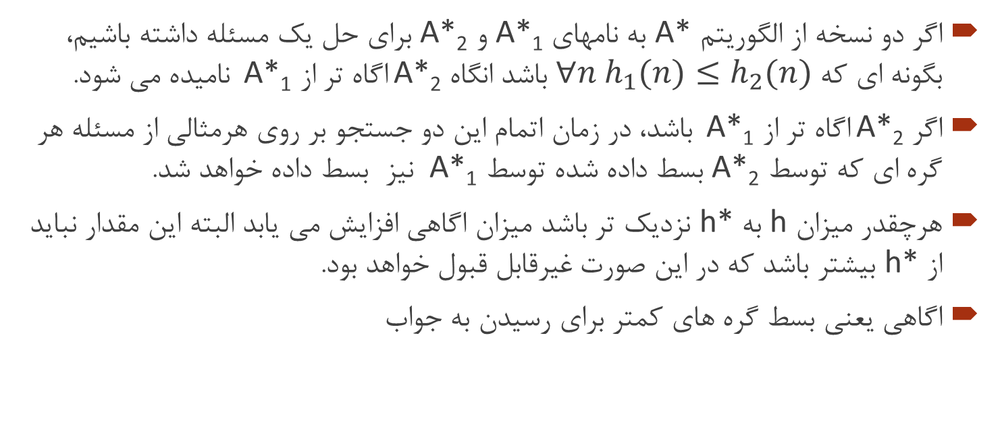 اگر دو نسخه از الگوریتم A* به نامهای A*₁ و A*₂ برای حل یک مسئله داشته باشیم،
بگونه ای که ∀n h₁(n) ≤ h₂(n) باشد انگاه A*₂ اگاه تر از A*₁ نامیده می شود.
اگر A*₂ اگاه تر از A*₁ باشد، در زمان اتمام این دو جستجو بر روی هرمثالی از مسئله هر
گره ای که توسط A*₂ بسط داده شده توسط A*₁ نیز بسط داده خواهد شد.
هرچقدر میزان h به h* نزدیک تر باشد میزان اگاهی افزایش می یابد البته این مقدار نباید
از h* بیشتر باشد که در این صورت غیرقابل قبول خواهد بود.
اگاهی یعنی بسط گره های کمتر برای رسیدن به جواب